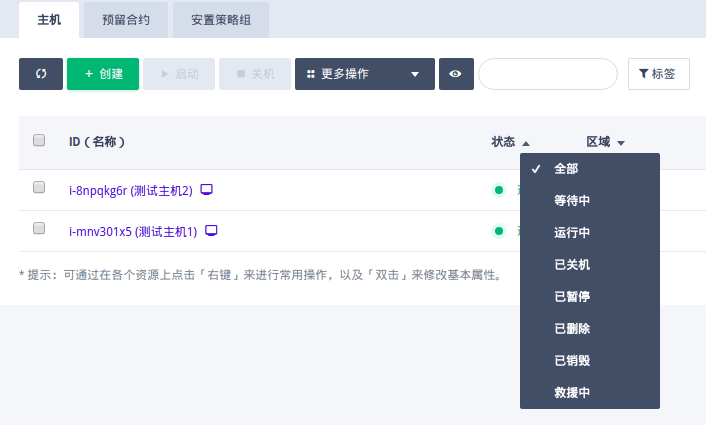 主机 预留合约 安置策略组
+ 创建 启动 关机 更多操作 标签
ID ( 名称 ) 状态 区域
全部
i-8npqkg6r (测试主机2)
等待中
运行中
i-mnv301x5 (测试主机1)
已关机
* 提示：可通过在各个资源上点击「右键」来进行常用操作，以及「双击」来修改基本属性。
已暂停
已删除
已销毁
救援中